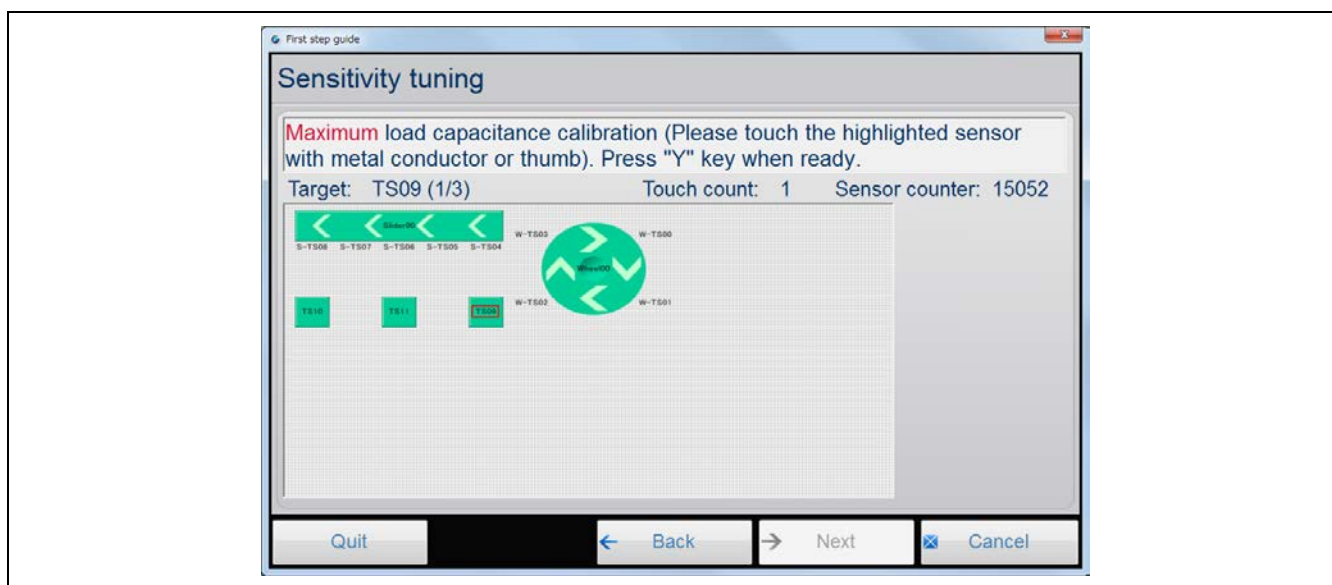 First step guide
Sensitivity tuning
Maximum load capacitance calibration (Please touch the highlighted sensor
with metal conductor or thumb). Press "Y" key when ready.
Target: TS09 (1/3) Touch count: 1 Sensor counter: 15052
Slider00
S-TS08 S-TS07 S-TS06 S-TS05 S-TS04
W-TS03 W-TS00
Wheel00
W-TS02 W-TS01
TS10 TS11 TS09
Quit Back Next Cancel